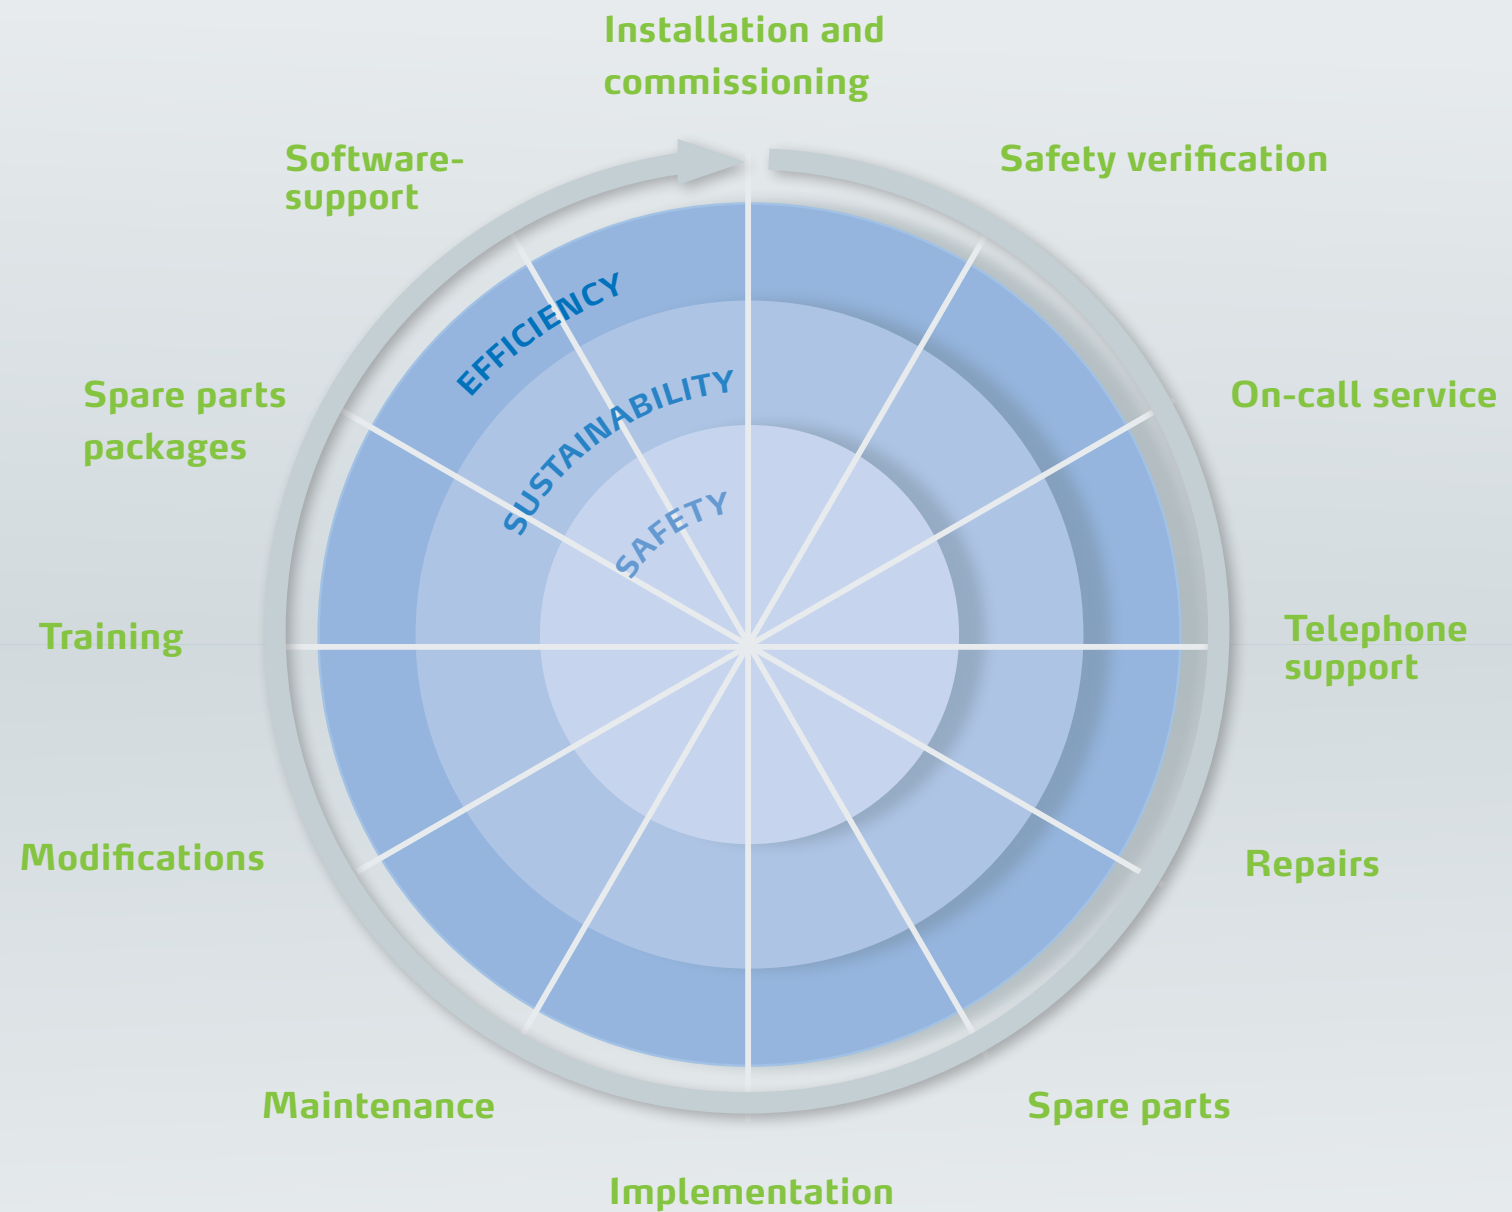 Installation and
commissioning
Software-
support
Safety verification
EFFICIENCY
SUSTAINABILITY
SAFETY
Spare parts
packages
On-call service
Training
Telephone
support
Modifications
Repairs
Maintenance
Spare parts
Implementation